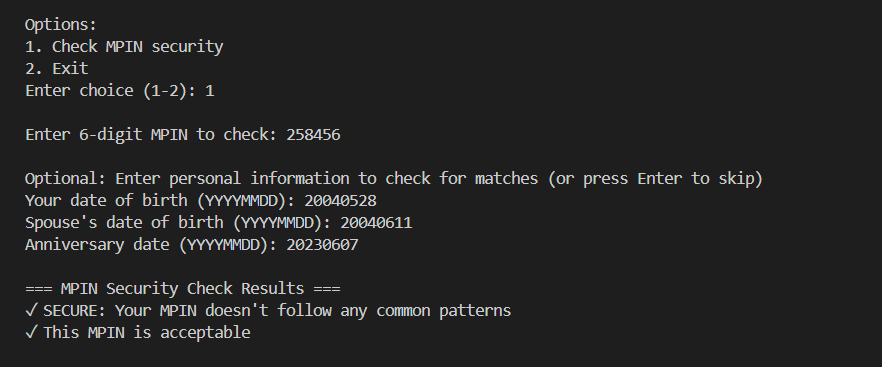 Options:
1. Check MPIN security
2. Exit
Enter choice (1-2): 1
Enter 6-digit MPIN to check: 258456
Optional: Enter personal information to check for matches (or press Enter to skip)
Your date of birth (YYYYMMDD): 20040528
Spouse's date of birth (YYYYMMDD): 20040611
Anniversary date (YYYYMMDD): 20230607
=== MPIN Security Check Results ===
✓ SECURE: Your MPIN doesn't follow any common patterns
✓ This MPIN is acceptable